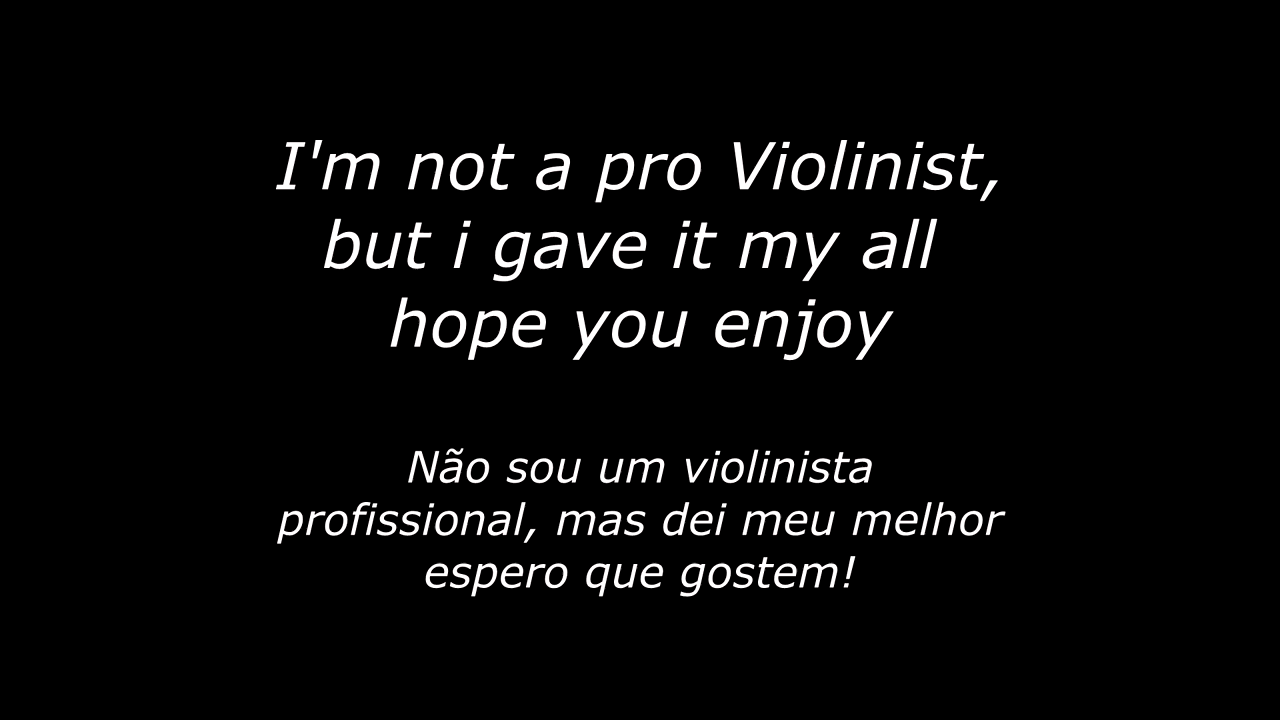 I'm not a pro Violinist,
but i gave it my all
hope you enjoy
Não sou um violinista
profissional, mas dei meu melhor
espero que gostem!